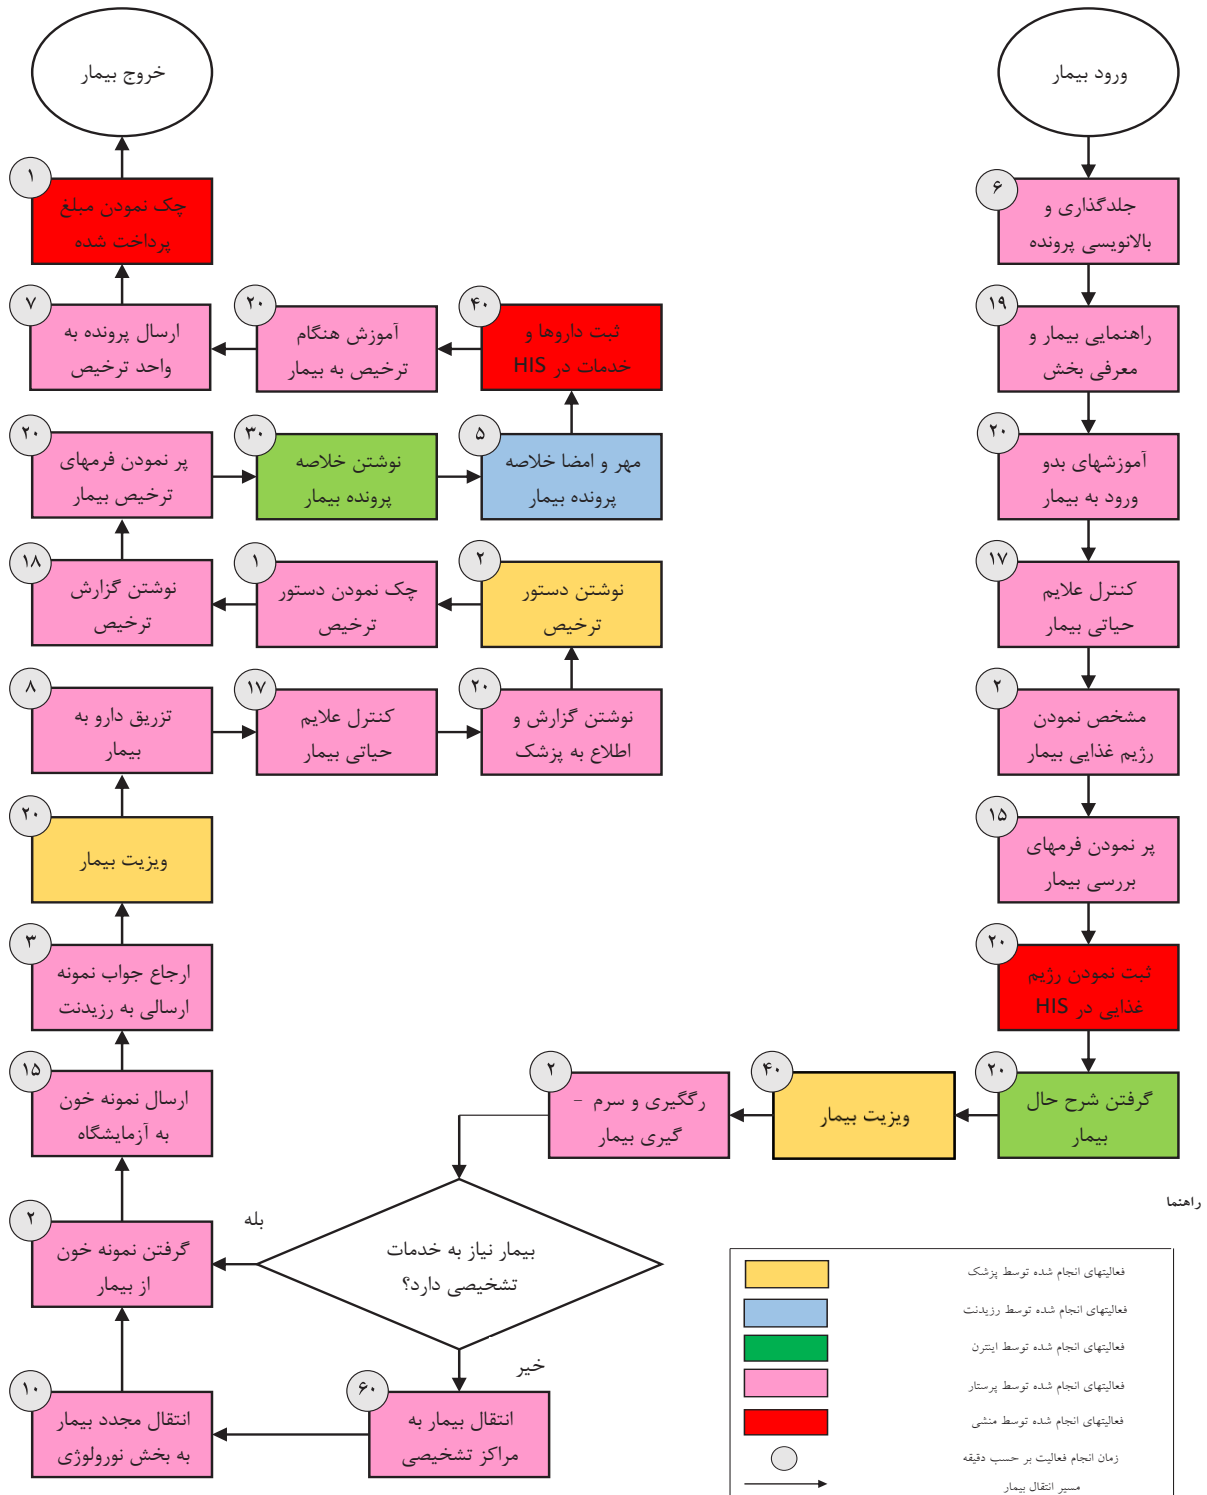 ورود بیمار
۶
جلدگذاری و
بالانویسی پرونده
۱۹
راهنمایی بیمار و
معرفی بخش
۲۰
آموزشهای بدو
ورود به بیمار
۱۷
کنترل علایم
حیاتی بیمار
۲
مشخص نمودن
رژیم غذایی بیمار
۱۵
پر نمودن فرمهای
بررسی بیمار
۲۰
ثبت نمودن رژیم
غذایی در HIS
۲۰
گرفتن شرح حال
بیمار
۴۰
ویزیت بیمار
۲
رگگیری و سرم -
گیری بیمار
بیمار نیاز به خدمات
تشخیصی دارد؟
بله
خیر
۶۰
انتقال بیمار به
مراکز تشخیصی
۱۰
انتقال مجدد بیمار
به بخش نورولوژی
۲
گرفتن نمونه خون
از بیمار
۱۵
ارسال نمونه خون
به آزمایشگاه
۳
ارجاع جواب نمونه
ارسالی به رزیدنت
۲۰
ویزیت بیمار
۸
تزریق دارو به
بیمار
۱۷
کنترل علایم
حیاتی بیمار
۲۰
نوشتن گزارش و
اطلاع به پزشک
۲
نوشتن دستور
ترخیص
۱
چک نمودن دستور
ترخیص
۱۸
نوشتن گزارش
ترخیص
۲۰
پر نمودن فرمهای
ترخیص بیمار
۳۰
نوشتن خلاصه
پرونده بیمار
۵
مهر و امضا خلاصه
پرونده بیمار
۴۰
ثبت داروها و
خدمات در HIS
۲۰
آموزش هنگام
ترخیص به بیمار
۷
ارسال پرونده به
واحد ترخیص
۱
چک نمودن مبلغ
پرداخت شده
خروج بیمار
راهنما
فعالیتهای انجام شده توسط پزشک
فعالیتهای انجام شده توسط رزیدنت
فعالیتهای انجام شده توسط اینترن
فعالیتهای انجام شده توسط پرستار
فعالیتهای انجام شده توسط منشی
زمان انجام فعالیت بر حسب دقیقه
مسیر انتقال بیمار